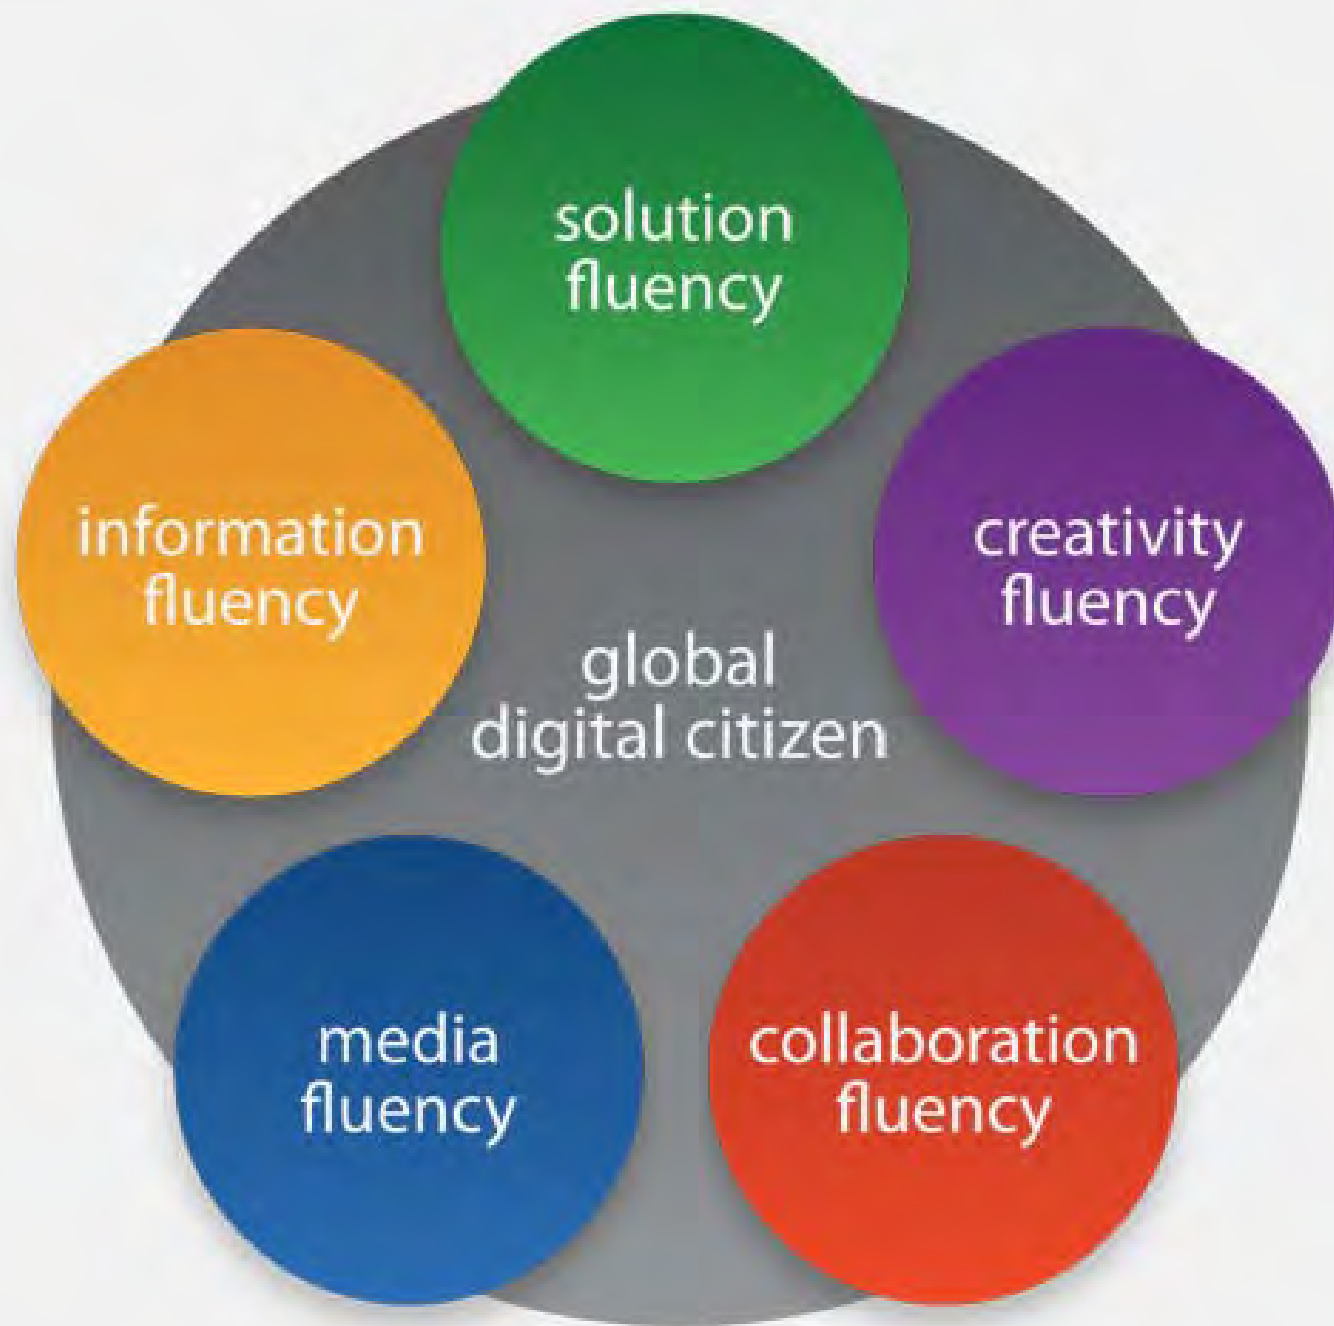 solution
fluency
information
fluency
creativity
fluency
global
digital citizen
media
fluency
collaboration
fluency